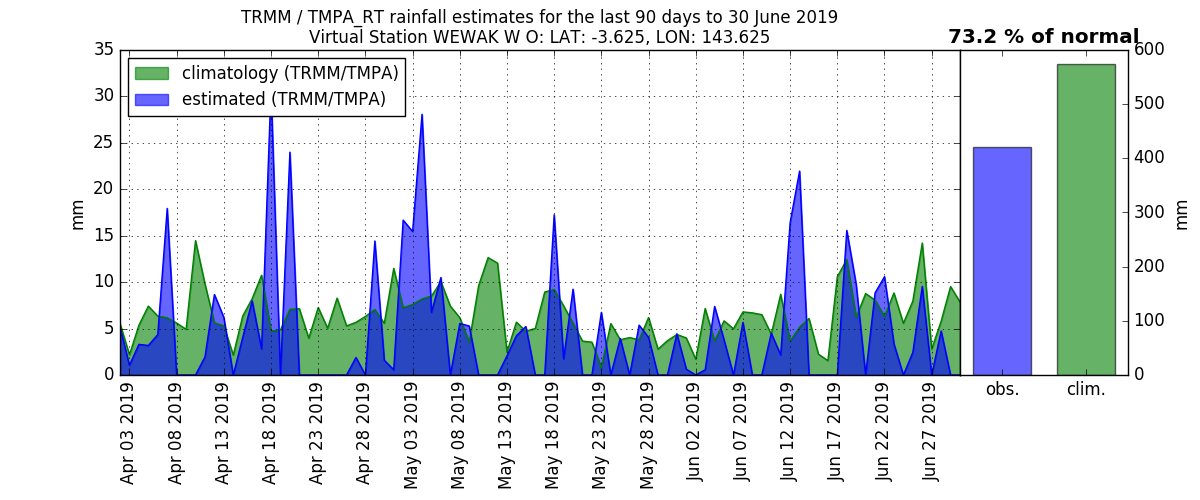 TRMM / TMPA_RT rainfall estimates for the last 90 days to 30 June 2019
Virtual Station WEWAK W O: LAT: -3.625, LON: 143.625
73.2 % of normal
climatology (TRMM/TMPA)
estimated (TRMM/TMPA)
35
30
25
20
15
10
5
0
mm
Apr 03 2019
Apr 08 2019
Apr 13 2019
Apr 18 2019
Apr 23 2019
Apr 28 2019
May 03 2019
May 08 2019
May 13 2019
May 18 2019
May 23 2019
May 28 2019
Jun 02 2019
Jun 07 2019
Jun 12 2019
Jun 17 2019
Jun 22 2019
Jun 27 2019
600
500
400
300
200
100
0
mm
obs.
clim.